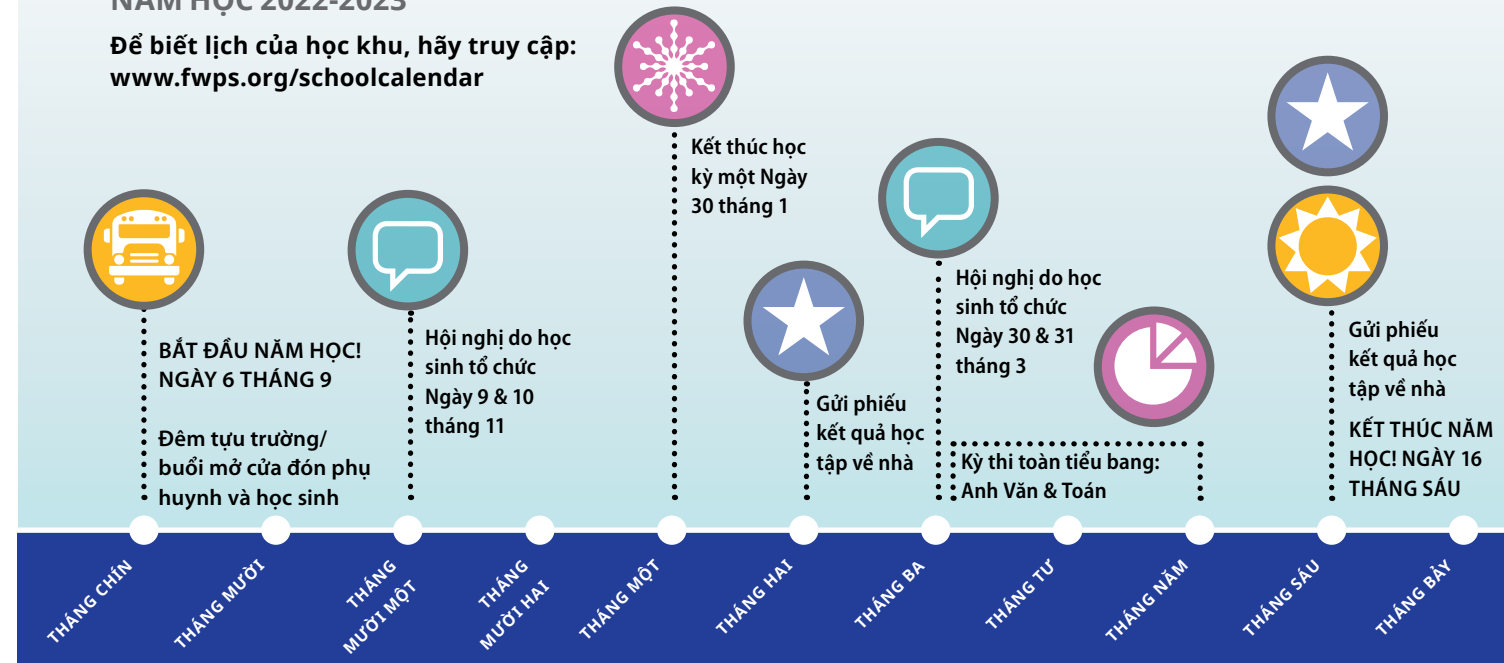 NĂM HỌC 2022-2023
Để biết lịch của học khu, hãy truy cập:
www.fwps.org/schoolcalendar
BẮT ĐẦU NĂM HỌC!
NGÀY 6 THÁNG 9
Đêm tựu trường/
buổi mở cửa đón phụ
huynh và học sinh
Hội nghị do học
sinh tổ chức
Ngày 9 & 10
tháng 11
Kết thúc học
kỳ một Ngày
30 tháng 1
Gửi phiếu
kết quả học
tập về nhà
Hội nghị do học
sinh tổ chức
Ngày 30 & 31
tháng 3
Kỳ thi toàn tiểu bang:
Anh Văn & Toán
Gửi phiếu
kết quả học
tập về nhà
KẾT THÚC NĂM
HỌC! NGÀY 16
THÁNG SÁU
THÁNG CHÍN
THÁNG MƯỜI
THÁNG
MƯỜI MỘT
THÁNG
MƯỜI HAI
THÁNG MỘT
THÁNG HAI
THÁNG BA
THÁNG TƯ
THÁNG NĂM
THÁNG SÁU
THÁNG BẢY